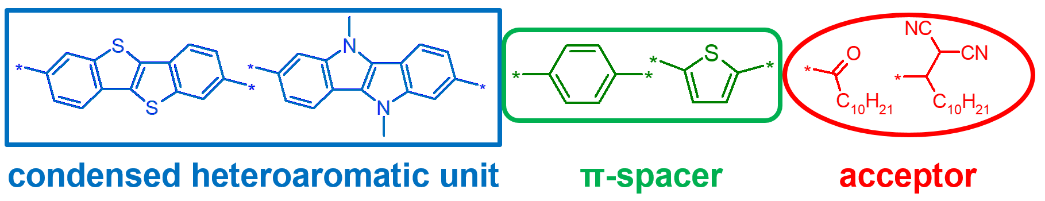 S
S
N
N
S
O
C10H21
NC
CN
C10H21
* * * * * * * * * *
condensed heteroaromatic unit
π-spacer
acceptor